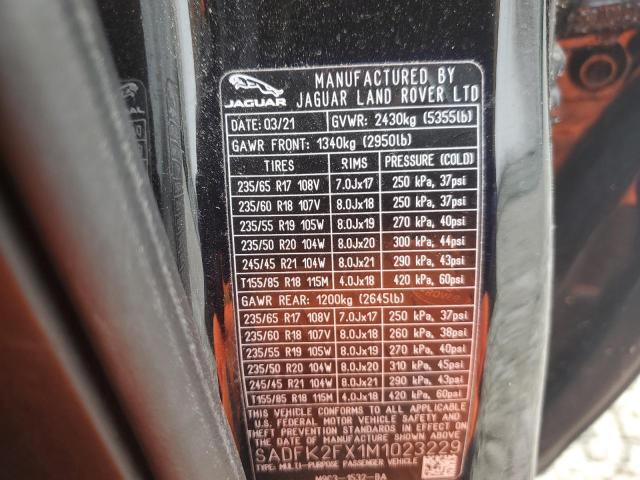 JAGUAR
MANUFACTURED BY
JAGUAR LAND ROVER LTD
DATE: 03/21 GVWR: 2430kg (5355lb)
GAWR FRONT: 1340kg (2950lb)
TIRES RIMS PRESSURE (COLD)
235/65 R17 108V 7.0Jx17 250 kPa, 37psi
235/60 R18 107V 8.0Jx18 250 kPa, 37psi
235/55 R19 105W 8.0Jx19 270 kPa, 40psi
235/50 R20 104W 8.0Jx20 300 kPa, 44psi
245/45 R21 104W 8.0Jx21 290 kPa, 43psi
T155/85 R18 115M 4.0Jx18 420 kPa, 60psi
GAWR REAR: 1200kg (2645lb)
235/65 R17 108V 7.0Jx17 250 kPa, 37psi
235/60 R18 107V 8.0Jx18 260 kPa, 38psi
235/55 R19 105W 8.0Jx19 270 kPa, 40psi
235/50 R20 104W 8.0Jx20 310 kPa, 45psi
245/45 R21 104W 8.0Jx21 290 kPa, 43psi
T155/85 R18 115M 4.0Jx18 420 kPa, 60psi
THIS VEHICLE CONFORMS TO ALL APPLICABLE
U.S. FEDERAL MOTOR VEHICLE SAFETY AND
THEFT PREVENTION STANDARDS IN EFFECT ON
THE DATE OF MANUFACTURE SHOWN ABOVE
SADFK2FX1M1023229
TYPE: MULTI-PURPOSE PASSENGER VEHICLE
M9C3-1532-BA